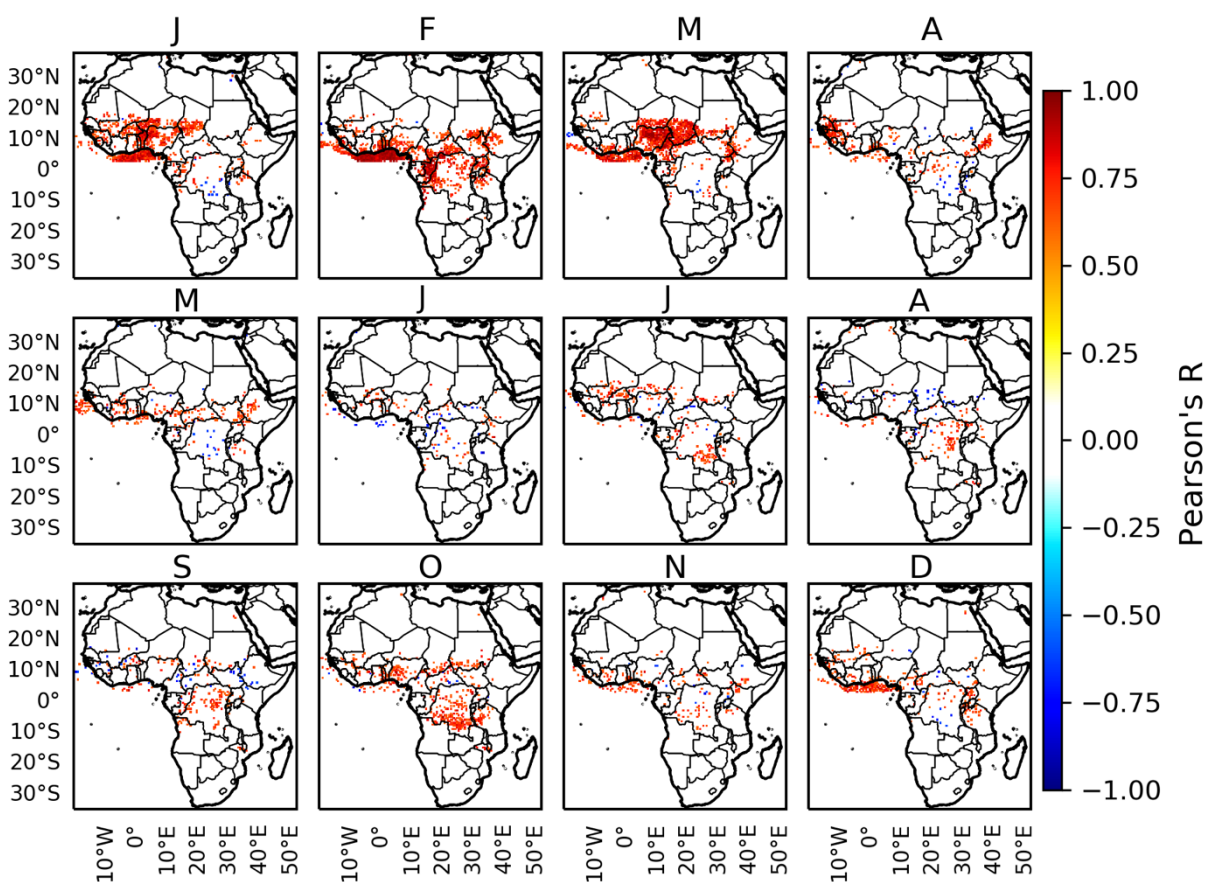 J F M A
30°N
20°N
10°N
0°
10°S
20°S
30°S
M J J A
30°N
20°N
10°N
0°
10°S
20°S
30°S
S O N D
30°N
20°N
10°N
0°
10°S
20°S
30°S
10°W 0° 10°E 20°E 30°E 40°E 50°E 10°W 0° 10°E 20°E 30°E 40°E 50°E 10°W 0° 10°E 20°E 30°E 40°E 50°E 10°W 0° 10°E 20°E 30°E 40°E 50°E
1.00
0.75
0.50
0.25
0.00
−0.25
−0.50
−0.75
−1.00
Pearson's R